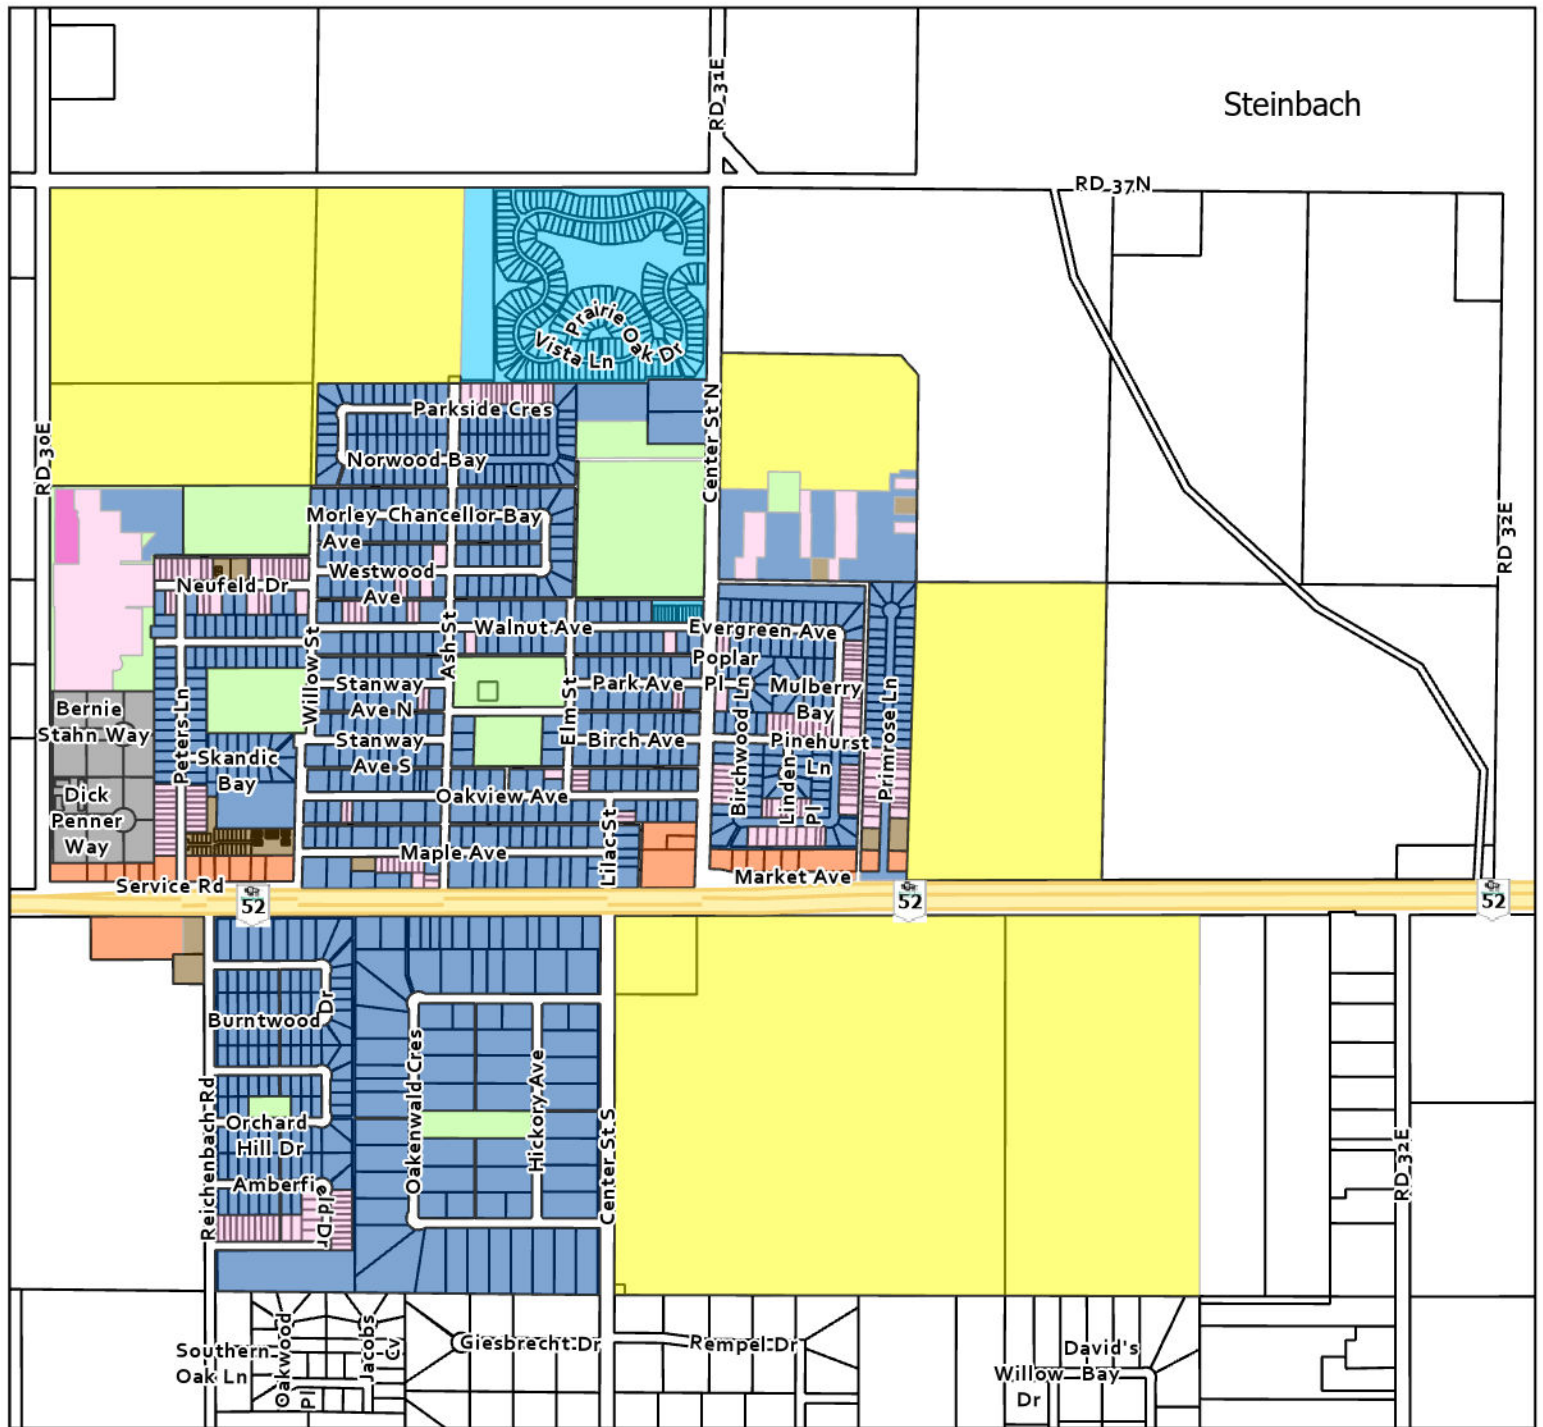 RD 31E
Steinbach
RD 37N
Prairie Oak Dr
Vista Ln
Parkside Cres
Norwood Bay
Center St N
RD 30E
Morley
Ave
Chancellor Bay
RD 32E
Westwood
Ave
Neufeld Dr
Walnut Ave
Evergreen Ave
Ash St
Willow St
Elm St
Poplar
Pl
Park Ave
Stanway
Ave N
Mulberry
Bay
Birchwood Ln
Primrose Ln
Peters Ln
Bernie
Stahn Way
Stanway
Ave S
Birch Ave
Pinehurst
Ln
Skandic
Bay
Linden
Pl
Dick
Penner
Way
Oakview Ave
Lilac St
Maple Ave
Market Ave
Service Rd
52
52
52
Burntwood Dr
Oakenwald Cres
Hickory Ave
Reichenbach Rd
Orchard
Hill Dr
Center St S
Amberfield Dr
RD 32E
Southern
Oak Ln
Oakwood
Pl
Jacobs
Cv
Giesbrecht Dr
Rempel Dr
David's
Bay
Willow
Dr